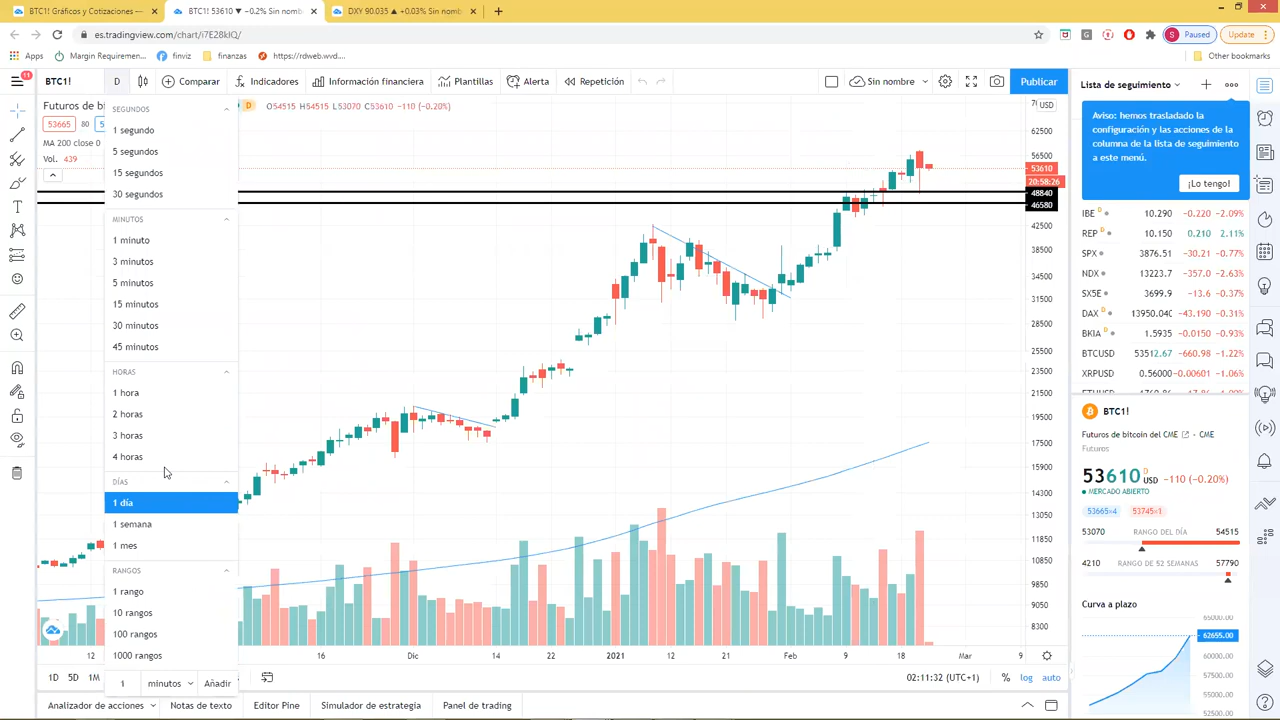 BTC1! Gráficos y Cotizaciones —
BTC1! 53610 ▼ −0.2% Sin nomb
DXY 90.035 ▲ +0.03% Sin nomb
es.tradingview.com/chart/i7E28kIQ/
S Paused
Update
Apps
Margin Requiremen...
finviz
finanzas
https://rdweb.wvd...
Other bookmarks
11
BTC1!
D
Comparar
Indicadores
Información financiera
Plantillas
Alerta
Repetición
Sin nombre
Publicar
Lista de seguimiento
Futuros de bi
D
O54515 H54515 L53070 C53610 −110 (−0.20%)
53665
80
MA 200 close 0
Vol. 439
SEGUNDOS
1 segundo
5 segundos
15 segundos
30 segundos
MINUTOS
1 minuto
3 minutos
5 minutos
15 minutos
30 minutos
45 minutos
HORAS
1 hora
2 horas
3 horas
4 horas
DÍAS
1 día
1 semana
1 mes
RANGOS
1 rango
10 rangos
100 rangos
1000 rangos
1
minutos
Añadir
USD
62500
56500
53610
20:58:26
48840
46580
42500
38500
34500
31500
28500
25500
23500
21500
19500
17500
15900
14300
13050
11850
10850
9850
9050
8300
12
16
Dic
14
2021
12
21
Feb
9
18
Mar
9
1D
5D
1M
02:11:32 (UTC+1)
%
log
auto
Analizador de acciones
Notas de texto
Editor Pine
Simulador de estrategia
Panel de trading
Aviso: hemos trasladado la
configuración y las acciones de la
columna de la lista de seguimiento
a este menú.
¡Lo tengo!
IBE D 10.290 −0.220 −2.09%
REP D 10.150 0.210 2.11%
SPX 3876.51 −30.21 −0.77%
NDX 13223.7 −357.0 −2.63%
SX5E 3699.9 −13.6 −0.37%
DAX D 13950.040 −43.190 −0.31%
BKIA D 1.5935 −0.0150 −0.93%
BTCUSD 53512.67 −660.98 −1.22%
XRPUSD 0.56000 −0.00601 −1.06%
BTC1!
Futuros de bitcoin del CME
CME
Futuros
53610 D USD −110 (−0.20%)
MERCADO ABIERTO
53665×4
53745×1
53070 RANGO DEL DÍA 54515
4210 RANGO DE 52 SEMANAS 57790
Curva a plazo
65000.00
62655.00
60000.00
57500.00
55000.00
52500.00